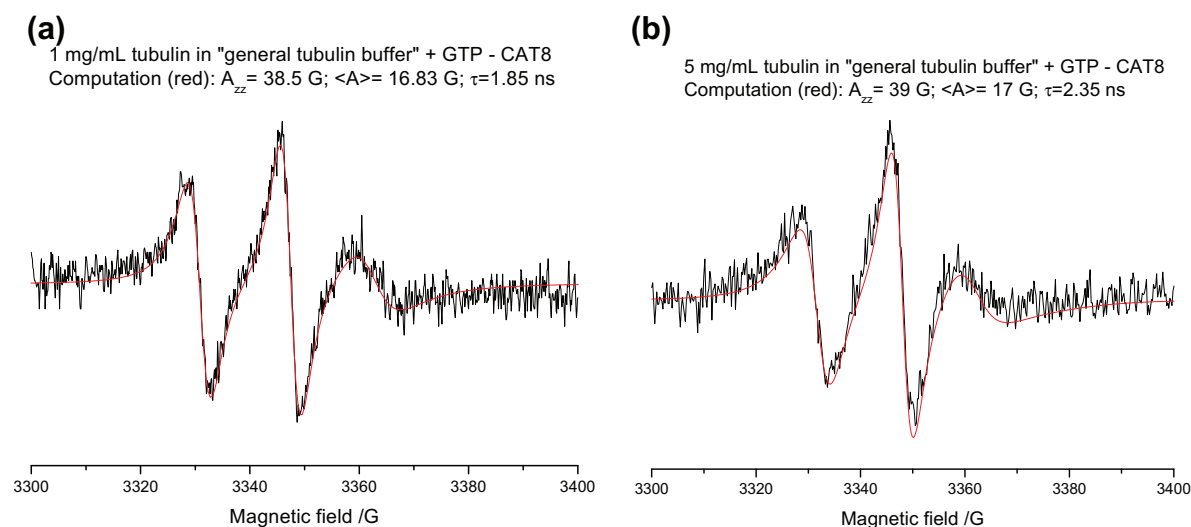 (a)
1 mg/mL tubulin in "general tubulin buffer" + GTP - CAT8
Computation (red): Azz= 38.5 G; <A>= 16.83 G; τ=1.85 ns
3300 3320 3340 3360 3380 3400
Magnetic field /G
(b)
5 mg/mL tubulin in "general tubulin buffer" + GTP - CAT8
Computation (red): Azz= 39 G; <A>= 17 G; τ=2.35 ns
3300 3320 3340 3360 3380 3400
Magnetic field /G